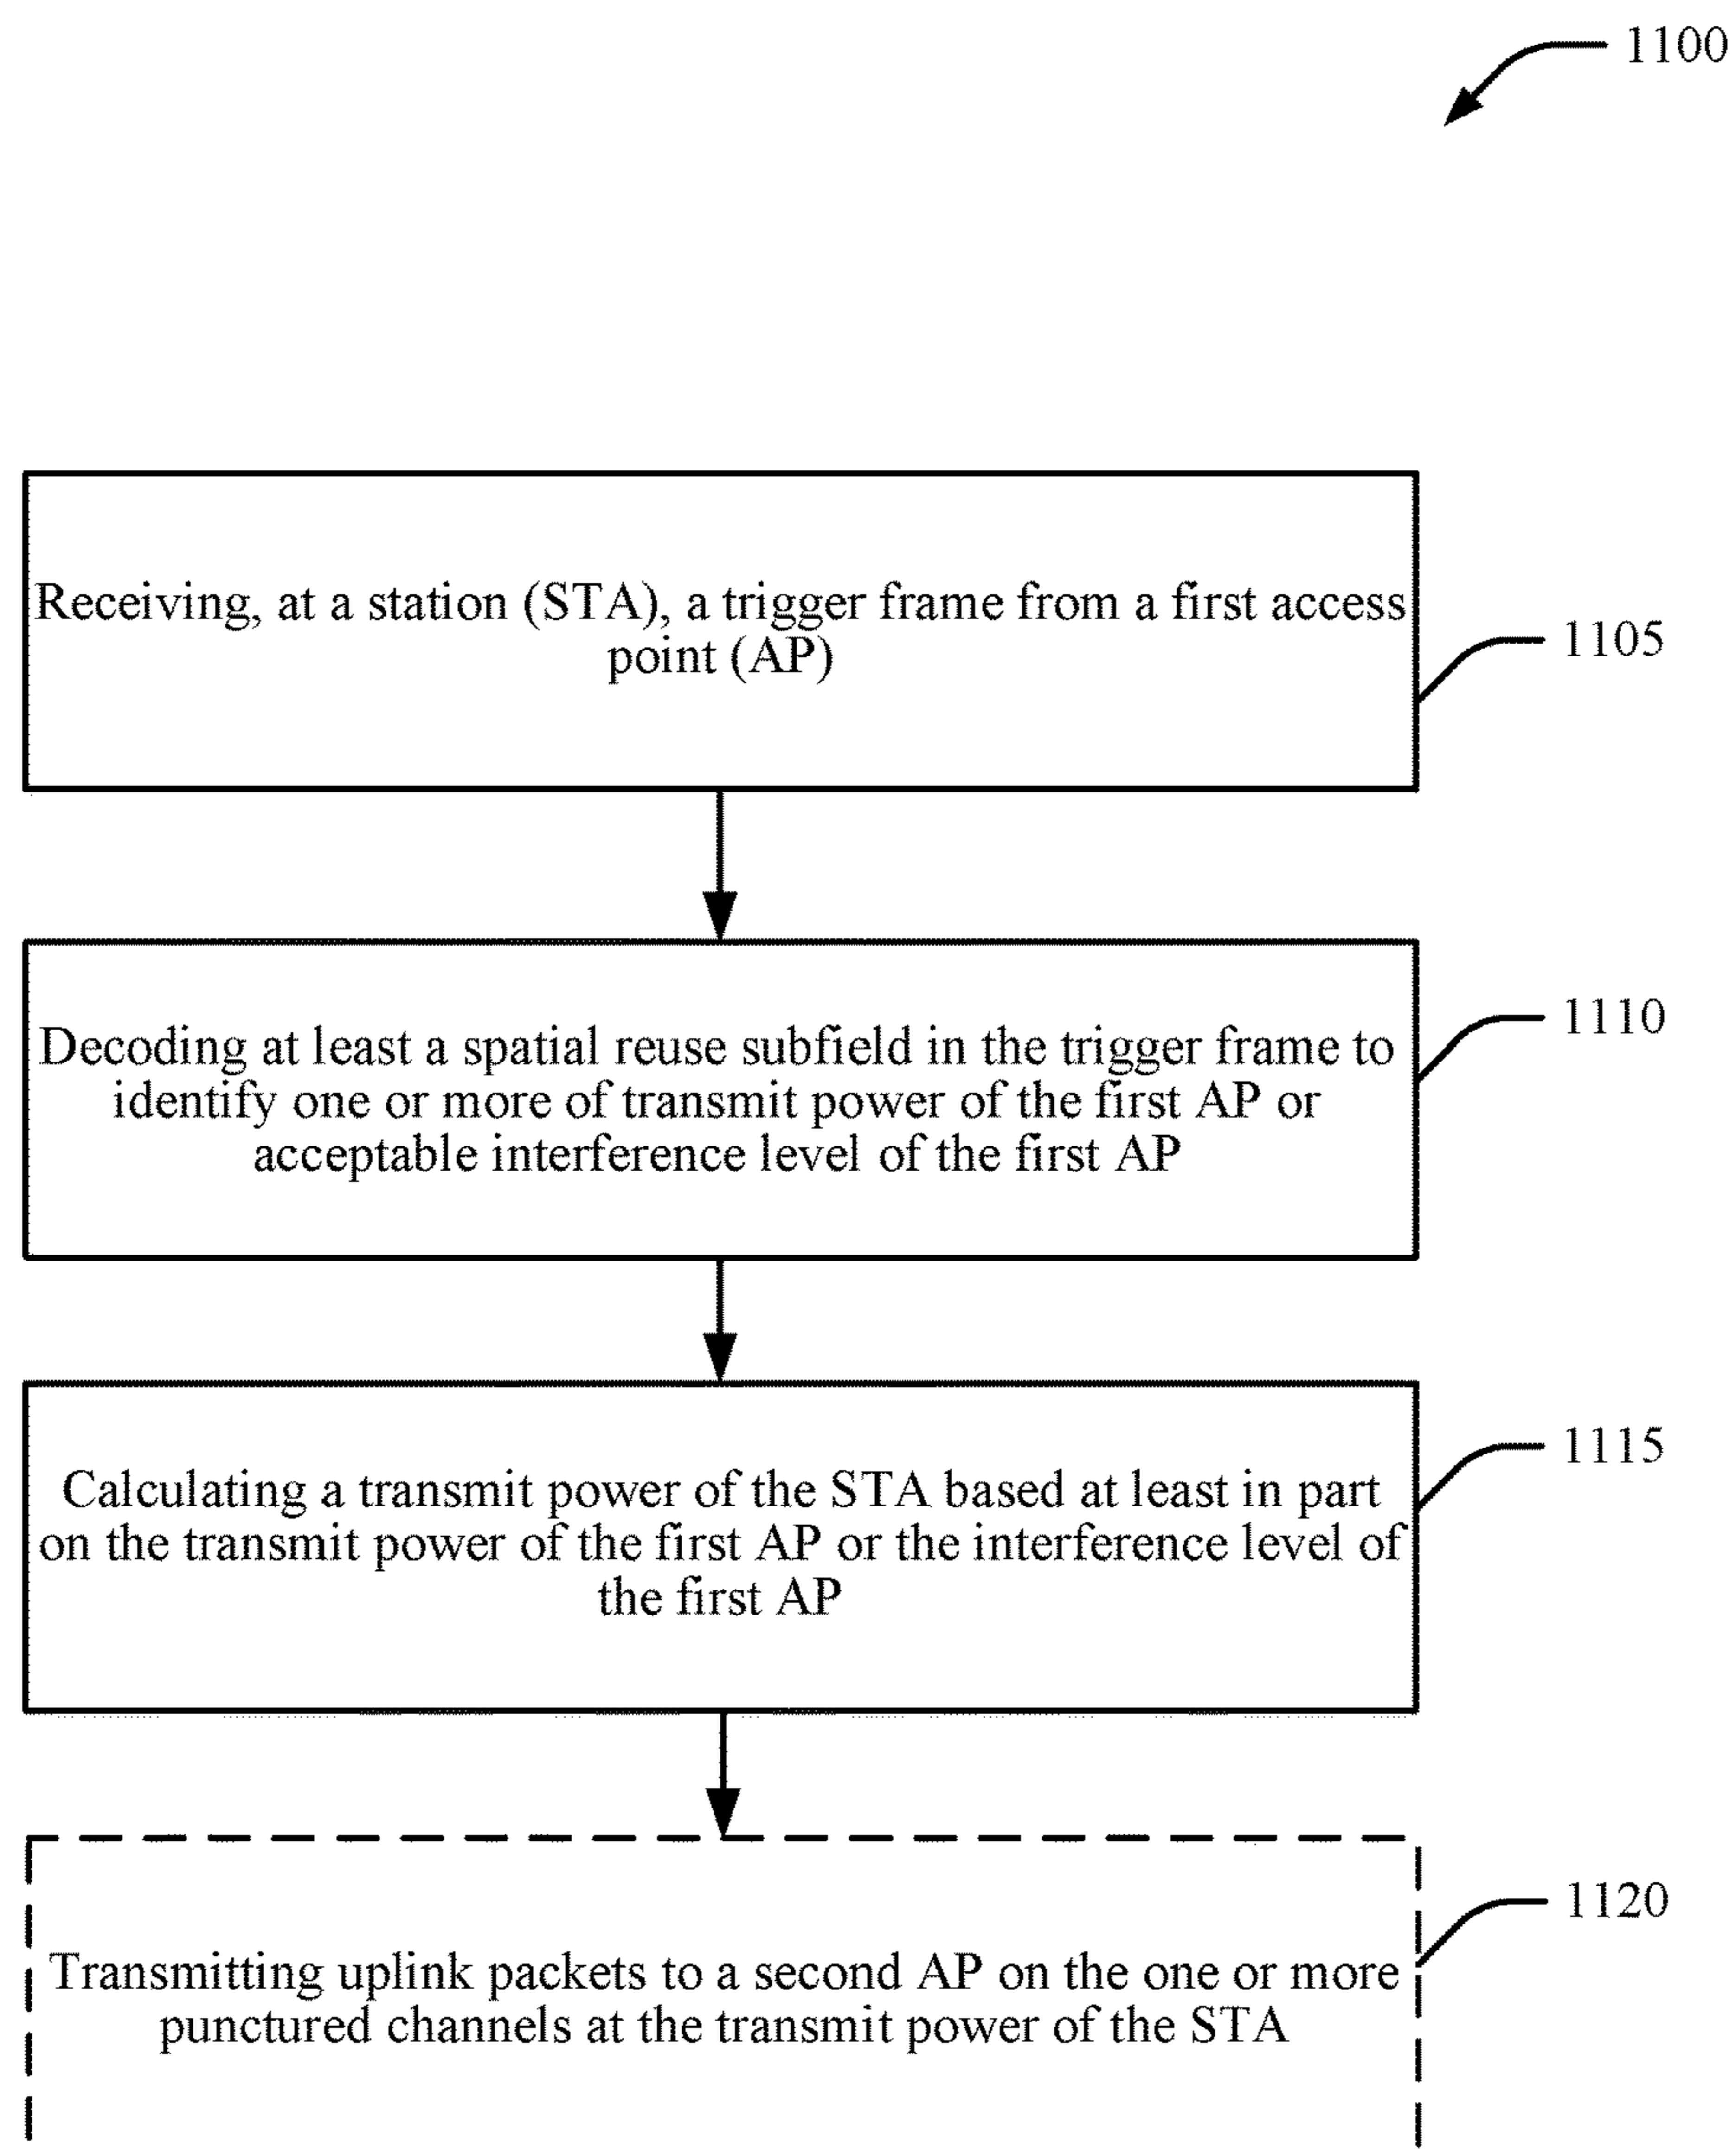 1100
Receiving, at a station (STA), a trigger frame from a first access
point (AP)
1105
Decoding at least a spatial reuse subfield in the trigger frame to
identify one or more of transmit power of the first AP or
acceptable interference level of the first AP
1110
Calculating a transmit power of the STA based at least in part
on the transmit power of the first AP or the interference level of
the first AP
1115
Transmitting uplink packets to a second AP on the one or more
punctured channels at the transmit power of the STA
1120